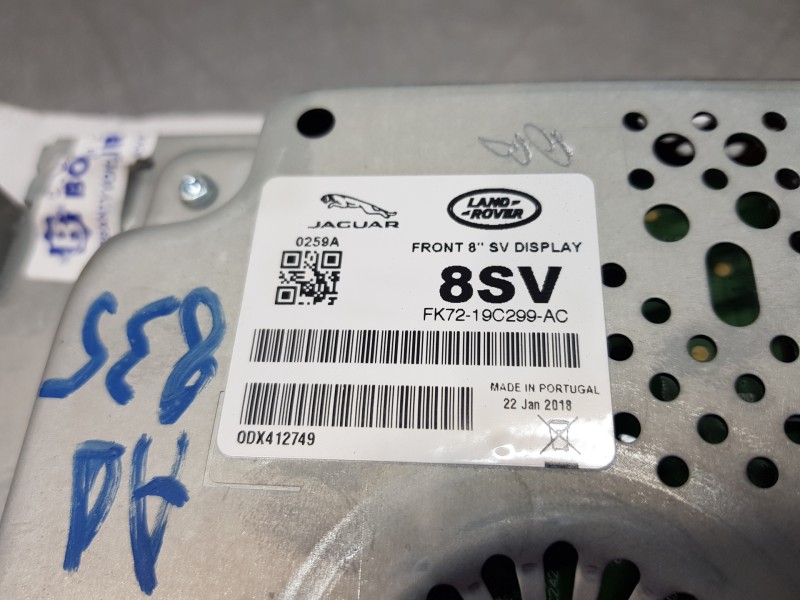 JAGUAR
LAND
ROVER
0259A
FRONT 8" SV DISPLAY
8SV
FK72-19C299-AC
MADE IN PORTUGAL
22 Jan 2018
0DX412749
835
BO